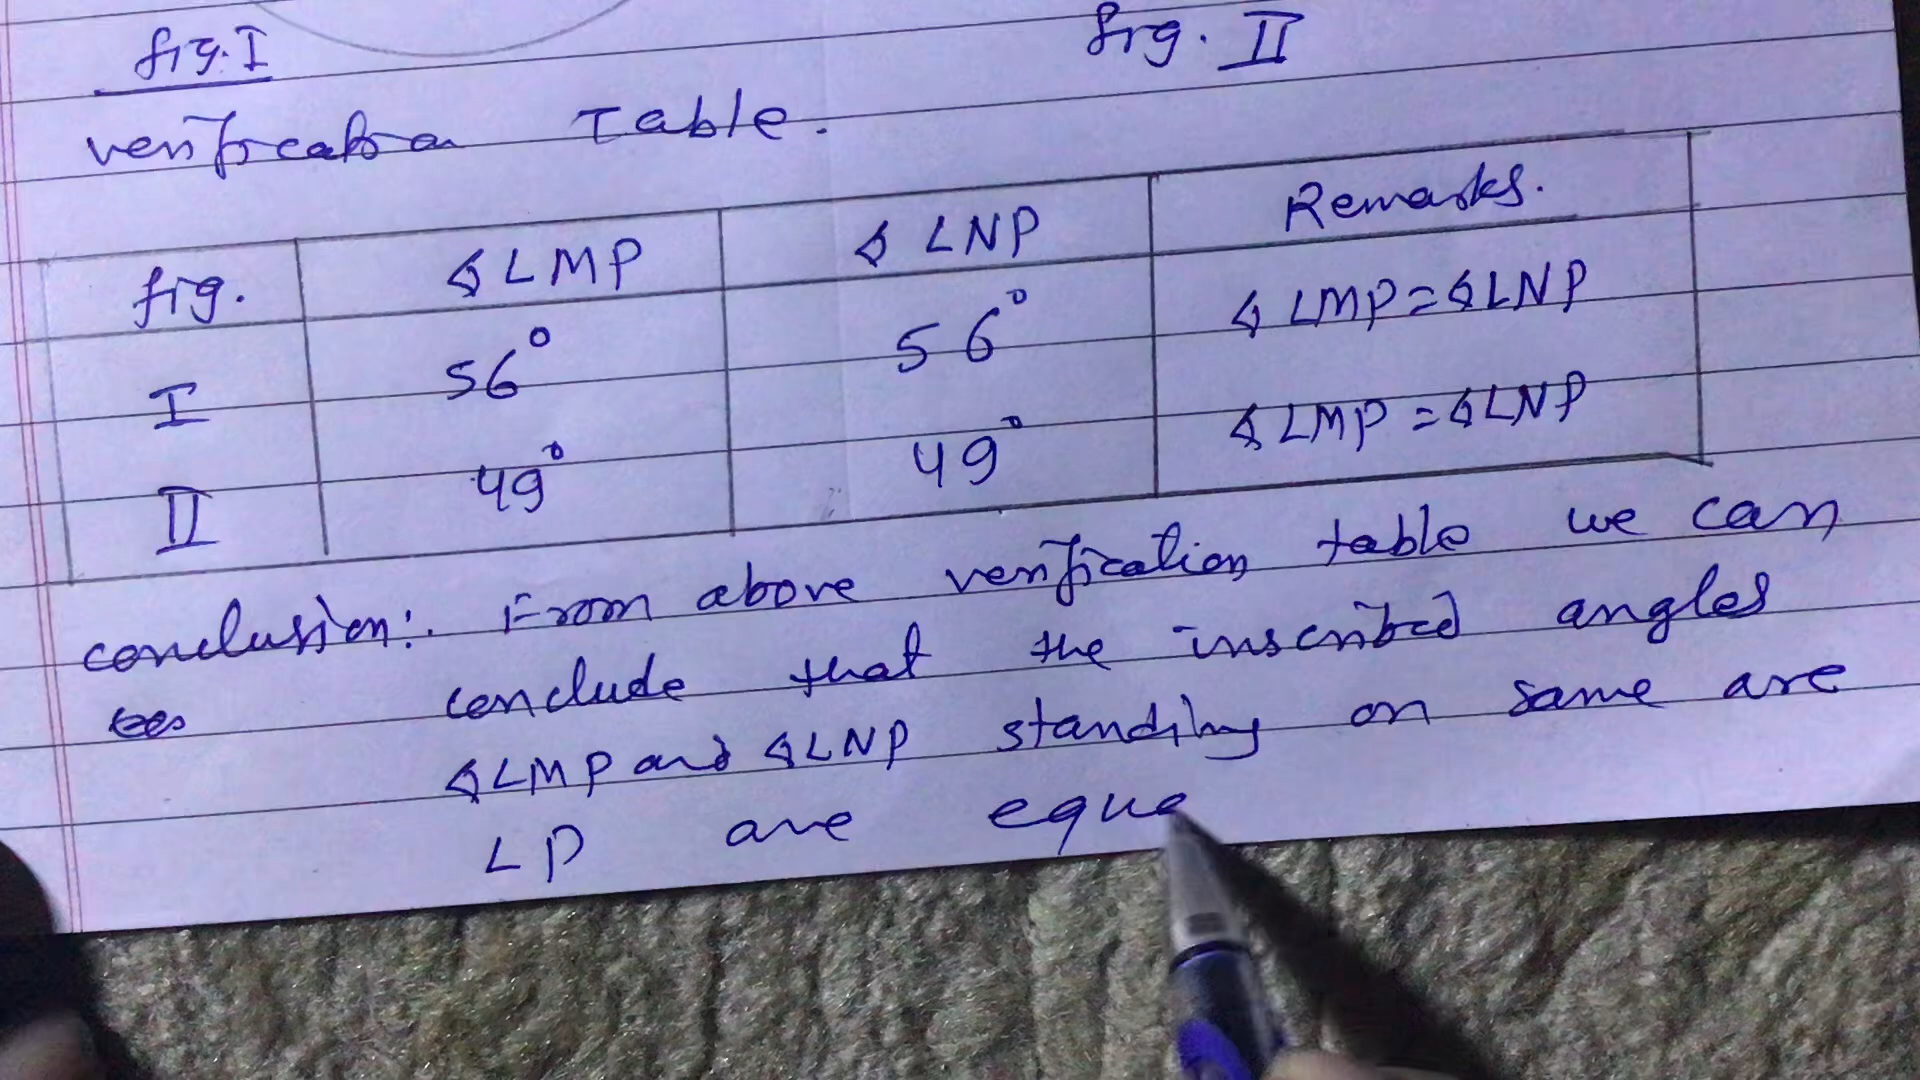 fig. I fig. II
verification Table.
fig. ∡LMP ∡LNP Remarks.
I 56° 56° ∡LMP=∡LNP
II 49° 49° ∡LMP=∡LNP
conclusion:. From above verification table we can
conclude that the inscribed angles
∡LMP and ∡LNP standing on same are
LP are equa